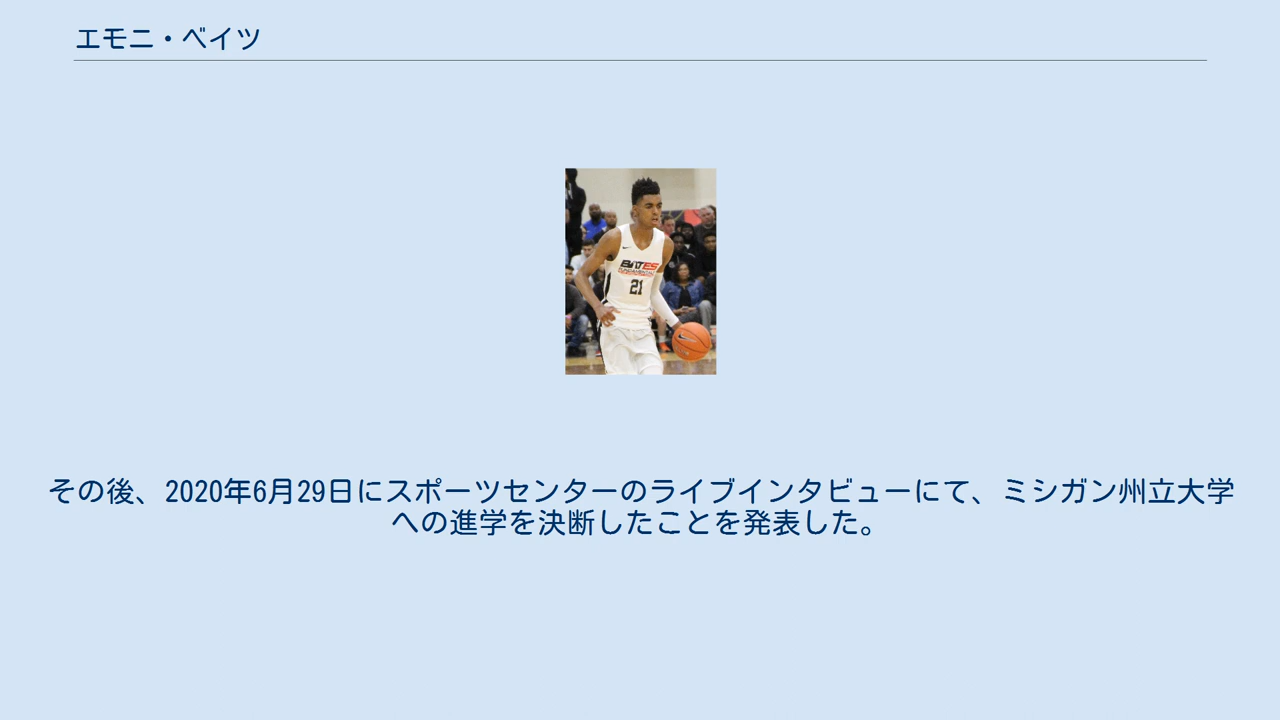 エモニ・ベイツ
BATES
FUNDAMENTAL
21
その後、2020年6月29日にスポーツセンターのライブインタビューにて、ミシガン州立大学
への進学を決断したことを発表した。